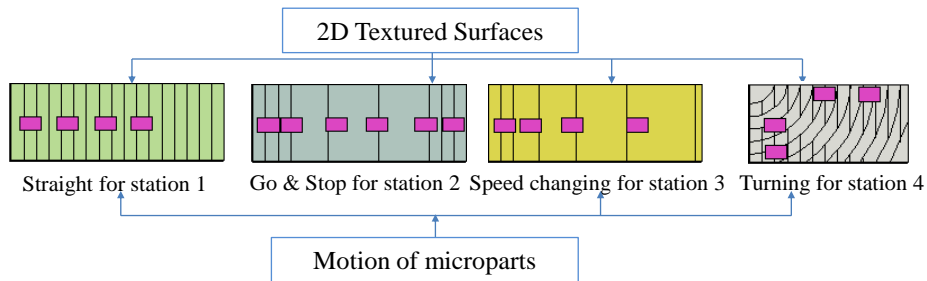 2D Textured Surfaces
Straight for station 1
Go & Stop for station 2
Speed changing for station 3
Turning for station 4
Motion of microparts